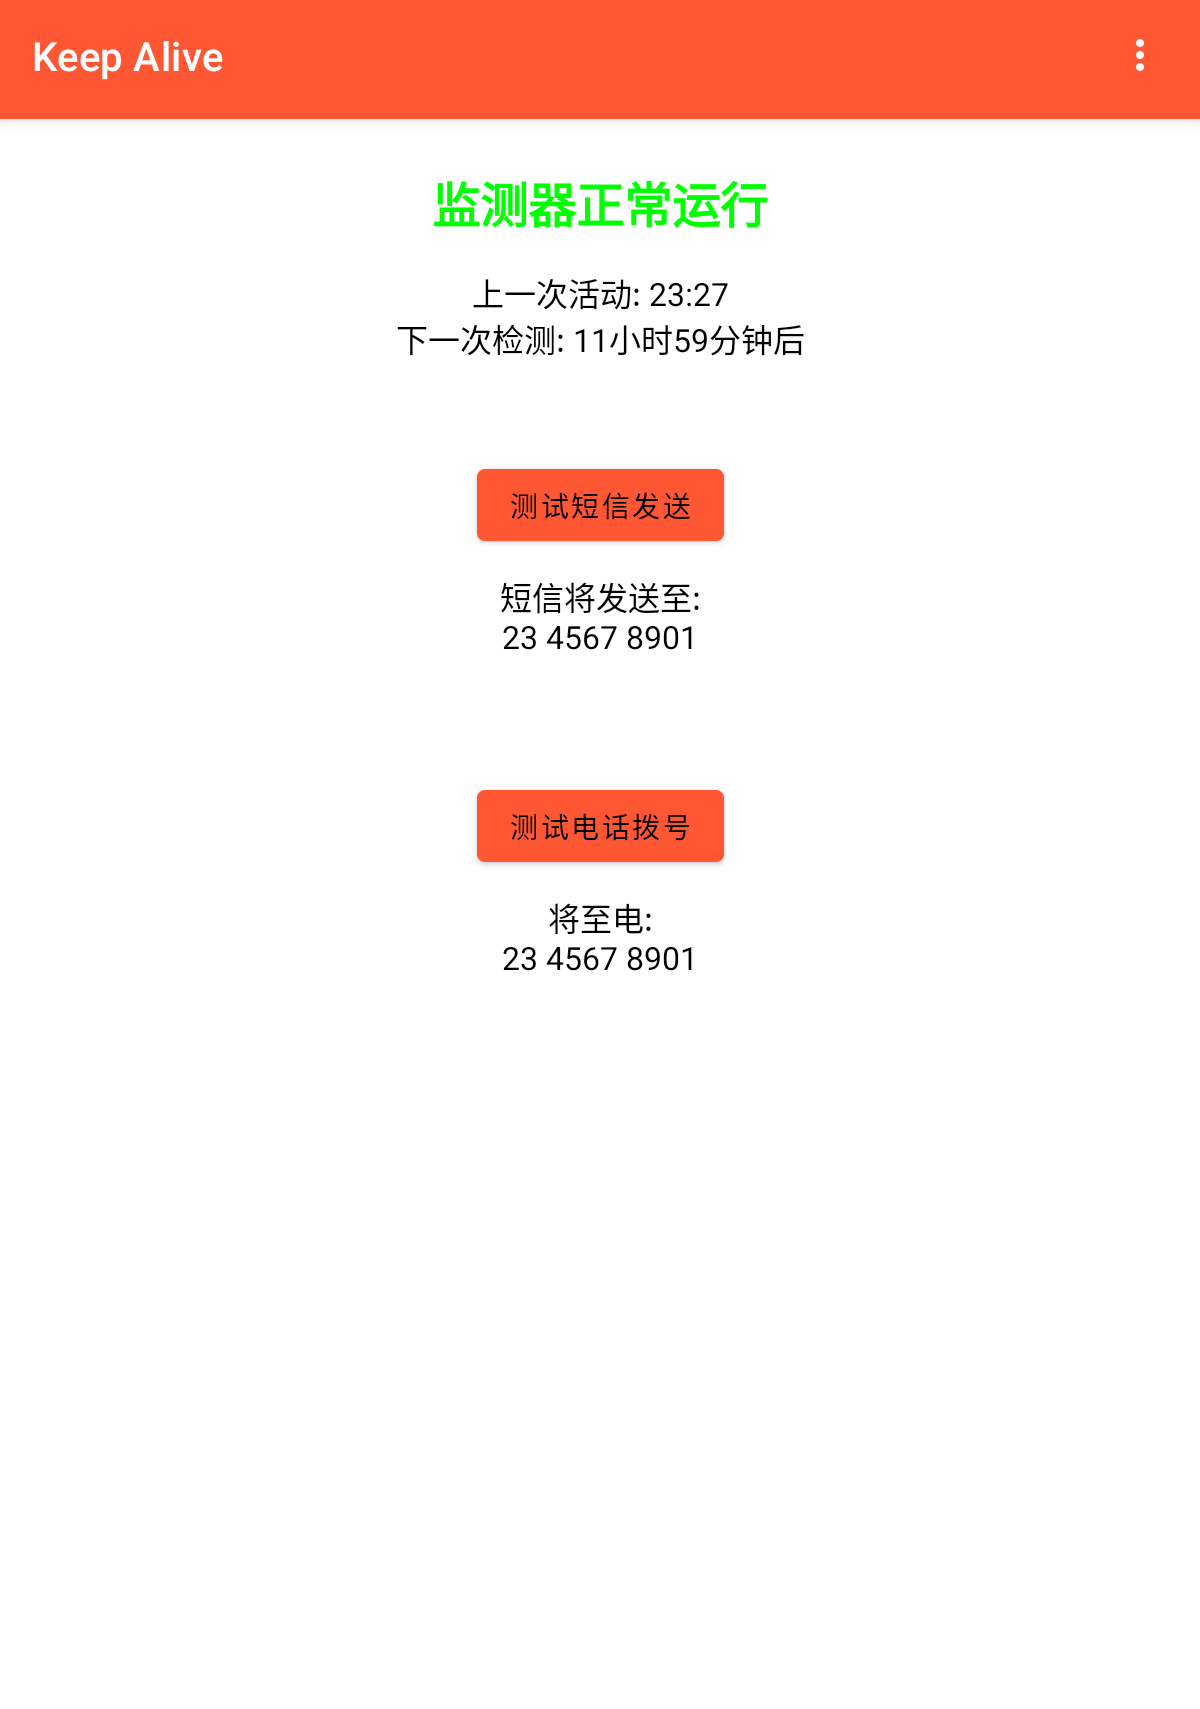 Keep Alive
监测器正常运行
上一次活动: 23:27
下一次检测: 11小时59分钟后
测试短信发送
短信将发送至:
23 4567 8901
测试电话拨号
将至电:
23 4567 8901